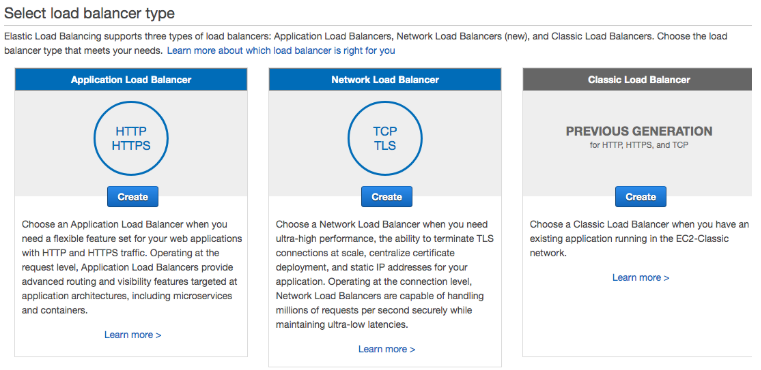 Select load balancer type
Elastic Load Balancing supports three types of load balancers: Application Load Balancers, Network Load Balancers (new), and Classic Load Balancers. Choose the load
balancer type that meets your needs. Learn more about which load balancer is right for you
Application Load Balancer
HTTP
HTTPS
Create
Choose an Application Load Balancer when you
need a flexible feature set for your web applications
with HTTP and HTTPS traffic. Operating at the
request level, Application Load Balancers provide
advanced routing and visibility features targeted at
application architectures, including microservices
and containers.
Learn more >
Network Load Balancer
TCP
TLS
Create
Choose a Network Load Balancer when you need
ultra-high performance, the ability to terminate TLS
connections at scale, centralize certificate
deployment, and static IP addresses for your
application. Operating at the connection level,
Network Load Balancers are capable of handling
millions of requests per second securely while
maintaining ultra-low latencies.
Learn more >
Classic Load Balancer
PREVIOUS GENERATION
for HTTP, HTTPS, and TCP
Create
Choose a Classic Load Balancer when you have an
existing application running in the EC2-Classic
network.
Learn more >